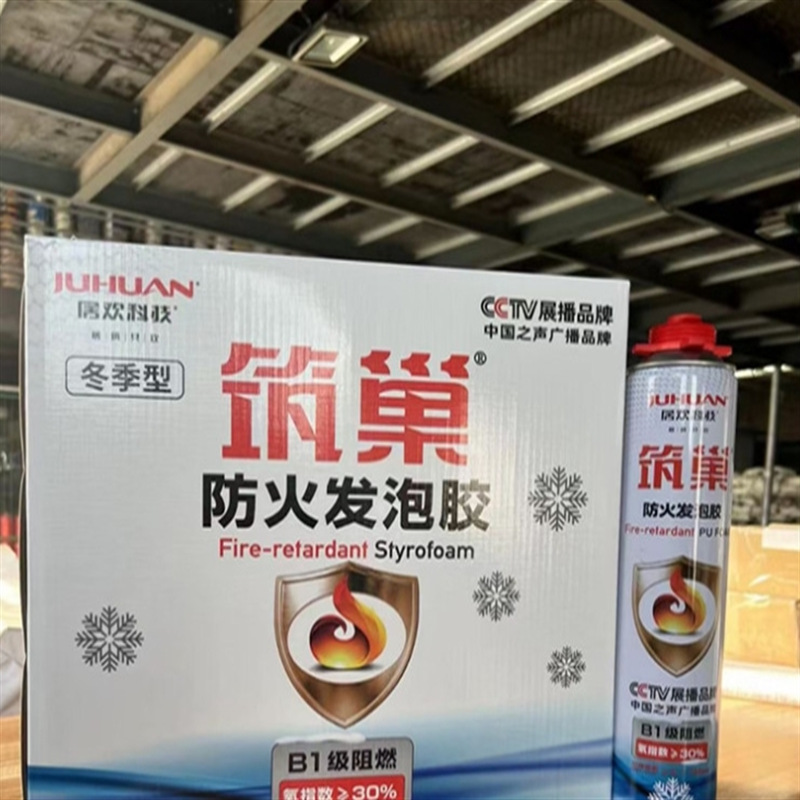 JUHUAN
居欢科技
冬季型
CCTV展播品牌
中国之声广播品牌
筑巢®
防火发泡胶
Fire-retardant Styrofoam
B1级阻燃
氧指数≥30%
JUHUAN
居欢科技
筑巢
防火发泡胶
Fire-retardant PU FOA
CCTV展播品牌
中国之声广播品牌
B1级阻燃
氧指数≥30%